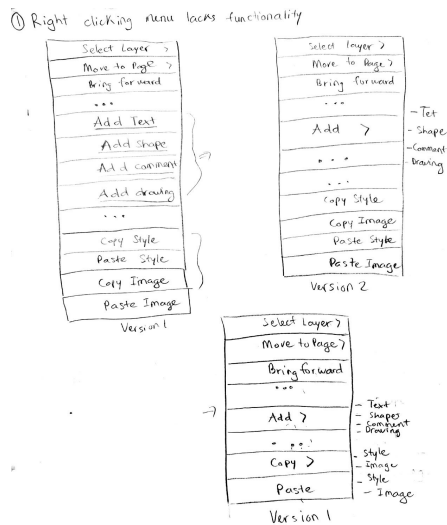 ① Right clicking menu lacks functionality
Select Layer >
Move to Page >
Bring forward
...
Add Text
Add shape
Add comment
Add drawing
...
Copy Style
Paste Style
Copy Image
Paste Image
Version 1
Select layer >
Move to Page >
Bring forward
...
Add >
- Tet
- Shape
- Comment
- Drawing
...
...
Copy Style
Copy Image
Paste Style
Paste Image
Version 2
Select Layer >
Move to Page >
Bring forward
...
Add >
- Text
- Shapes
- Comment
- Drawing
...
Copy >
- Style
- Image
Paste
- Style
- Image
Version 1